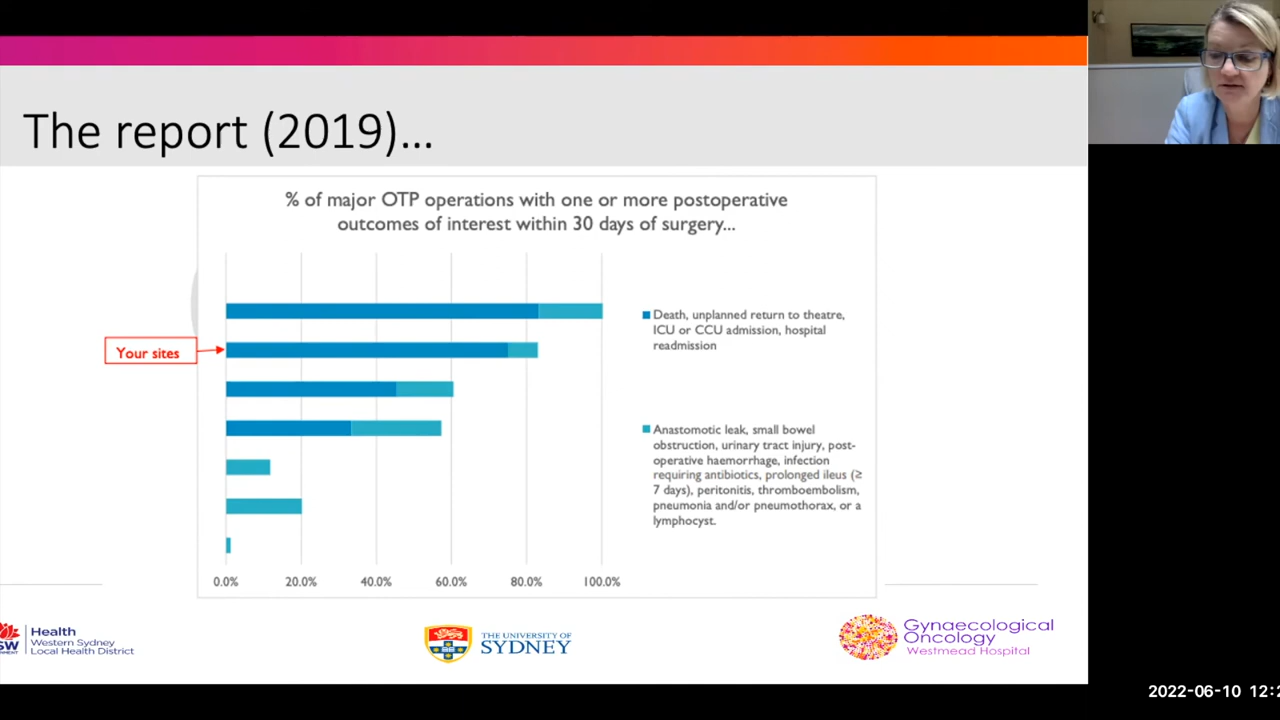 The report (2019)...
% of major OTP operations with one or more postoperative
outcomes of interest within 30 days of surgery...
Your sites
Death, unplanned return to theatre,
ICU or CCU admission, hospital
readmission
Anastomotic leak, small bowel
obstruction, urinary tract injury, post-
operative haemorrhage, infection
requiring antibiotics, prolonged ileus (≥
7 days), peritonitis, thromboembolism,
pneumonia and/or pneumothorax, or a
lymphocyst.
0.0% 20.0% 40.0% 60.0% 80.0% 100.0%
Health
Western Sydney
Local Health District
THE UNIVERSITY OF
SYDNEY
Gynaecological
Oncology
Westmead Hospital
2022-06-10 12:2